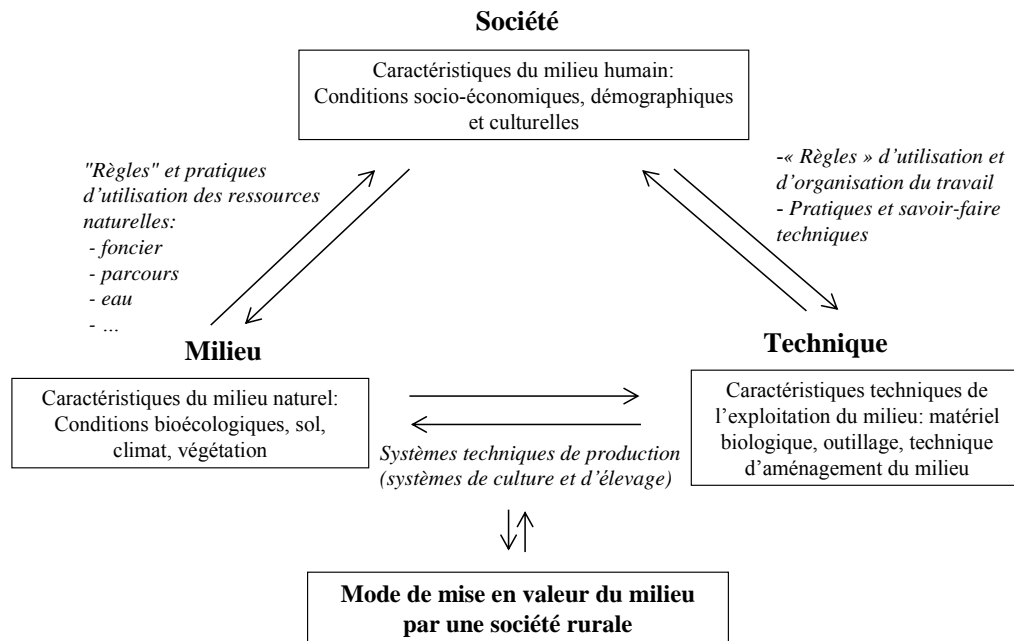 Société
Caractéristiques du milieu humain:
Conditions socio-économiques, démographiques
et culturelles
"Règles" et pratiques
d’utilisation des ressources
naturelles:
- foncier
- parcours
- eau
- ...
-« Règles » d’utilisation et
d’organisation du travail
- Pratiques et savoir-faire
techniques
Milieu
Caractéristiques du milieu naturel:
Conditions bioécologiques, sol,
climat, végétation
Technique
Caractéristiques techniques de
l’exploitation du milieu: matériel
biologique, outillage, technique
d’aménagement du milieu
Systèmes techniques de production
(systèmes de culture et d’élevage)
Mode de mise en valeur du milieu
par une société rurale